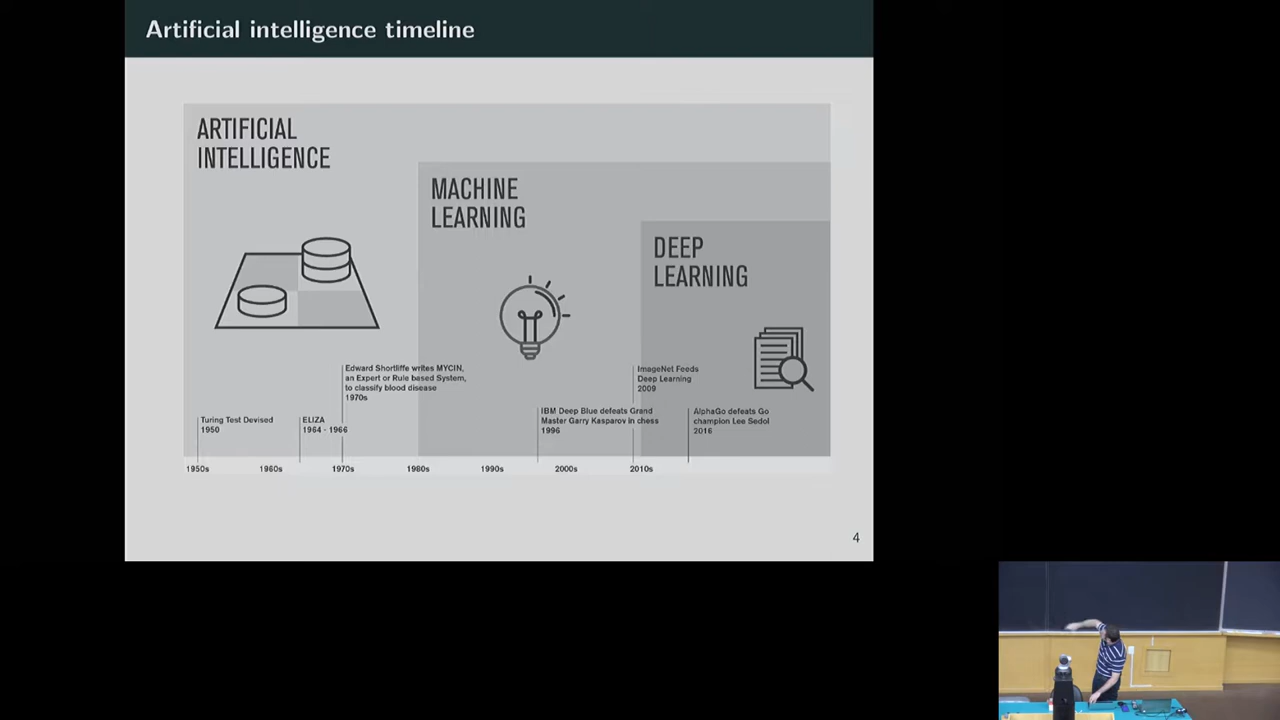 Artificial intelligence timeline
ARTIFICIAL
INTELLIGENCE
MACHINE
LEARNING
DEEP
LEARNING
Edward Shortliffe writes MYCIN,
an Expert or Rule based System,
to classify blood disease
1970s
ImageNet Feeds
Deep Learning
2009
Turing Test Devised
1950
ELIZA
1964 - 1966
IBM Deep Blue defeats Grand
Master Garry Kasparov in chess
1996
AlphaGo defeats Go
champion Lee Sedol
2016
1950s
1960s
1970s
1980s
1990s
2000s
2010s
4